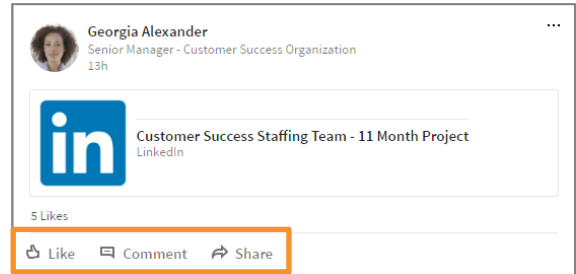 Georgia Alexander
Senior Manager - Customer Success Organization
13h
in
Customer Success Staffing Team - 11 Month Project
LinkedIn
5 Likes
Like Comment Share